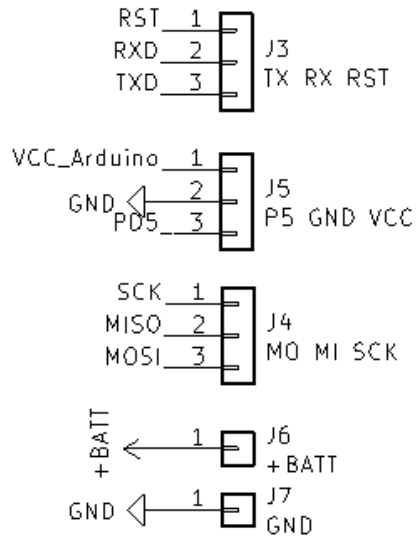 RST 1
RXD 2
TXD 3
J3
TX RX RST
VCC_Arduino 1
GND 2
PD5 3
J5
P5 GND VCC
SCK 1
MISO 2
MOSI 3
J4
MO MI SCK
+BATT 1
J6
+BATT
GND 1
J7
GND